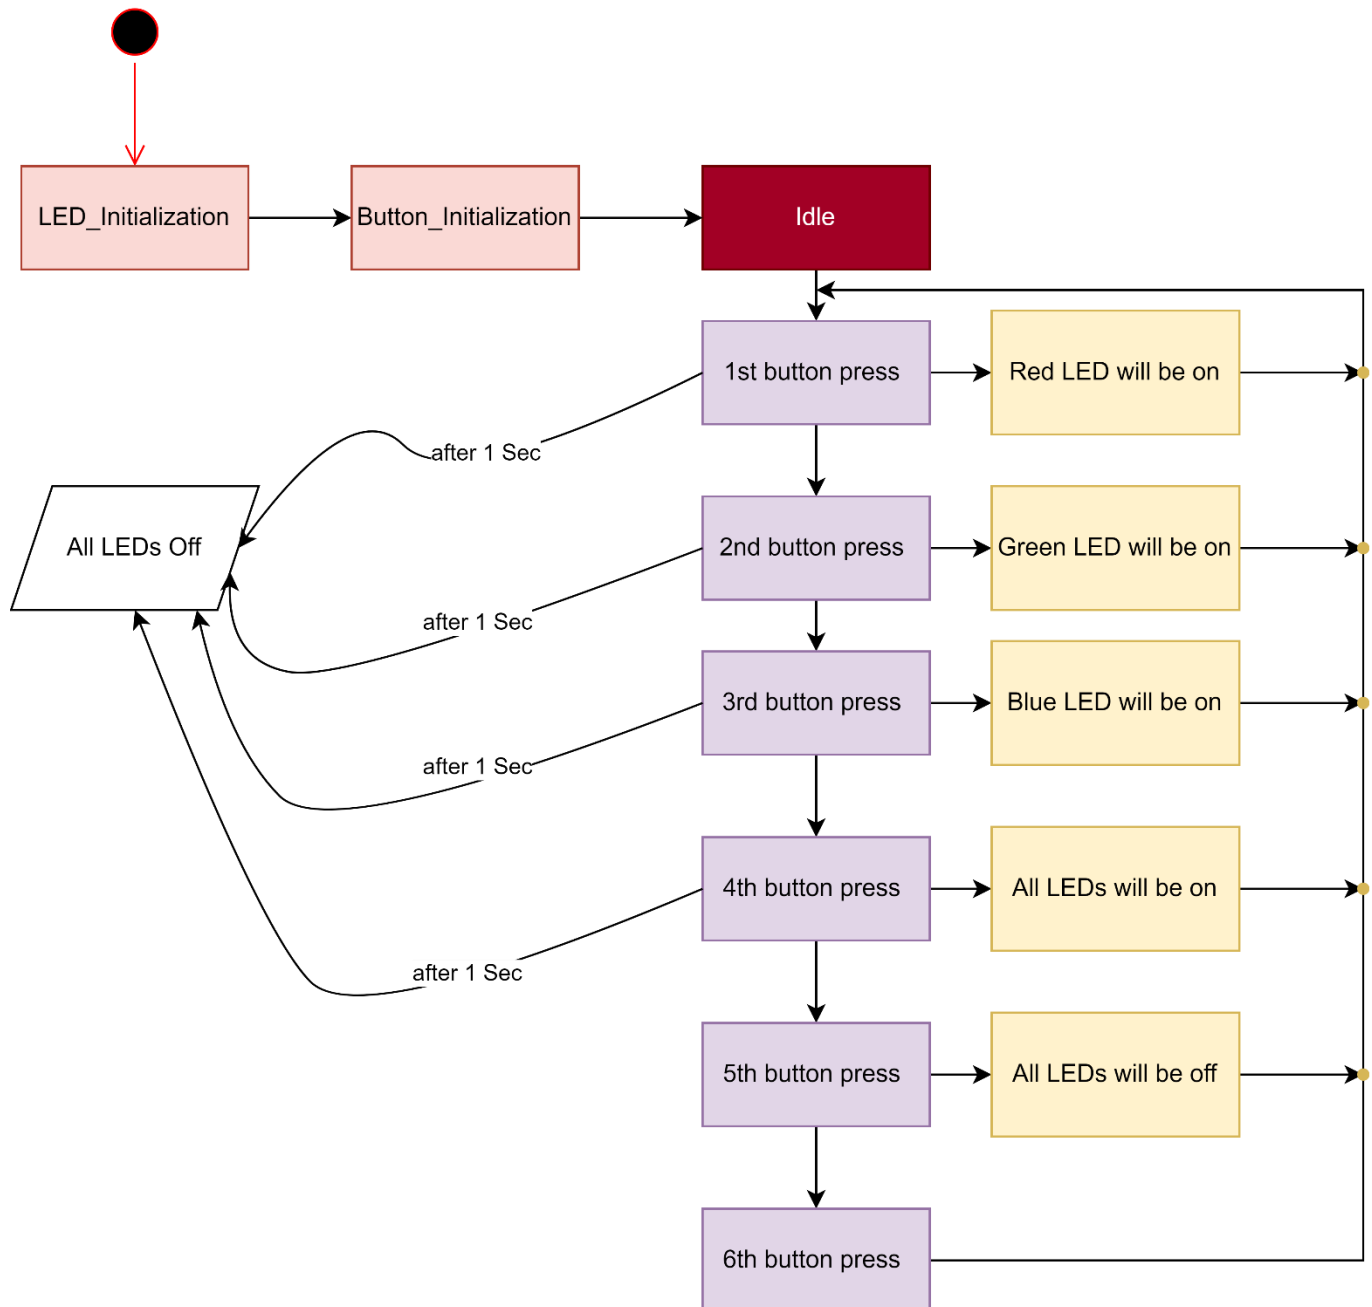 LED_Initialization
Button_Initialization
Idle
1st button press
Red LED will be on
after 1 Sec
All LEDs Off
2nd button press
Green LED will be on
after 1 Sec
3rd button press
Blue LED will be on
after 1 Sec
4th button press
All LEDs will be on
after 1 Sec
5th button press
All LEDs will be off
6th button press